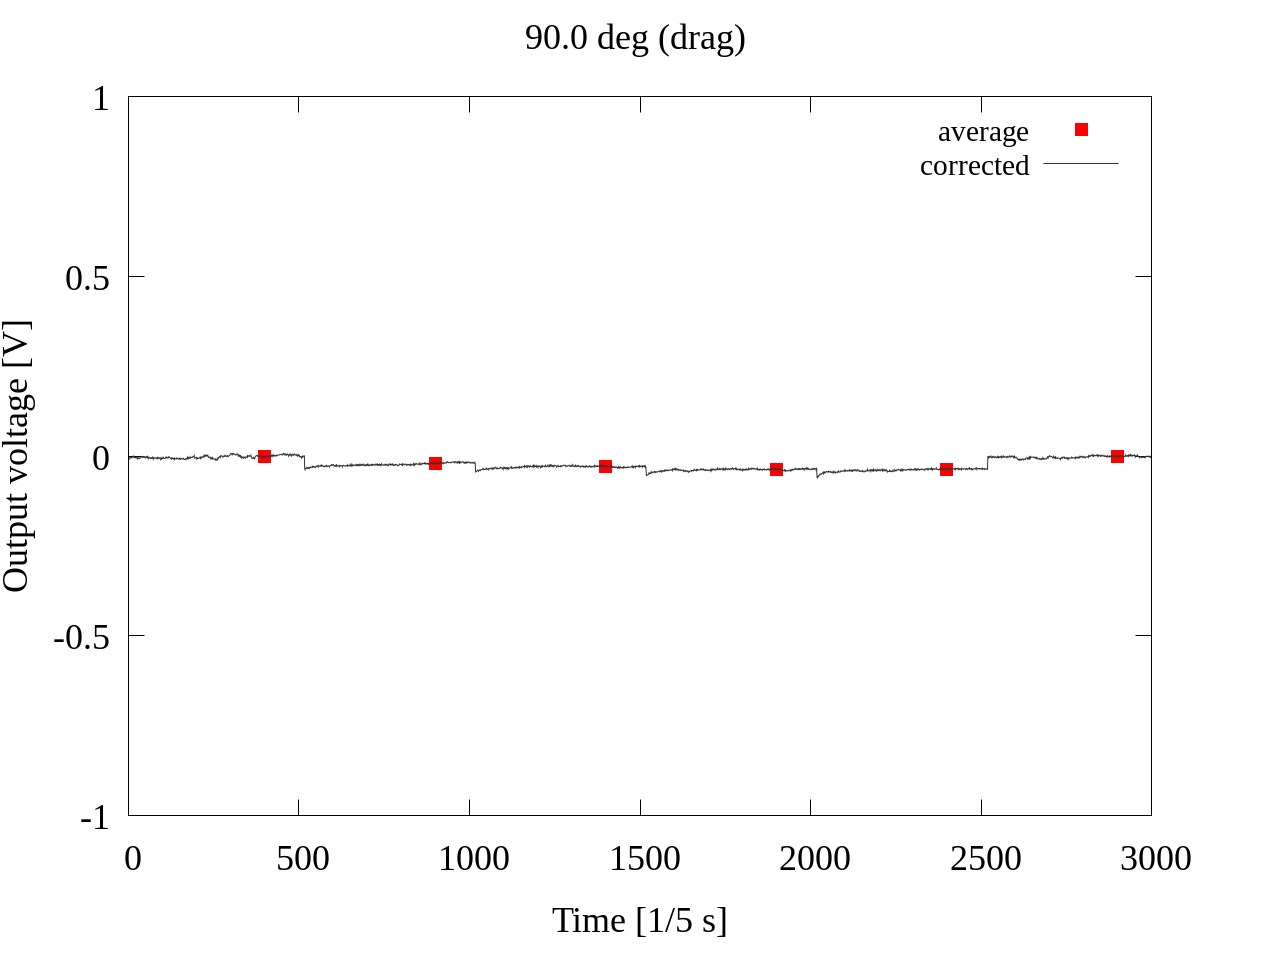 90.0 deg (drag)
average
corrected
1
0.5
0
-0.5
-1
Output voltage [V]
0 500 1000 1500 2000 2500 3000
Time [1/5 s]